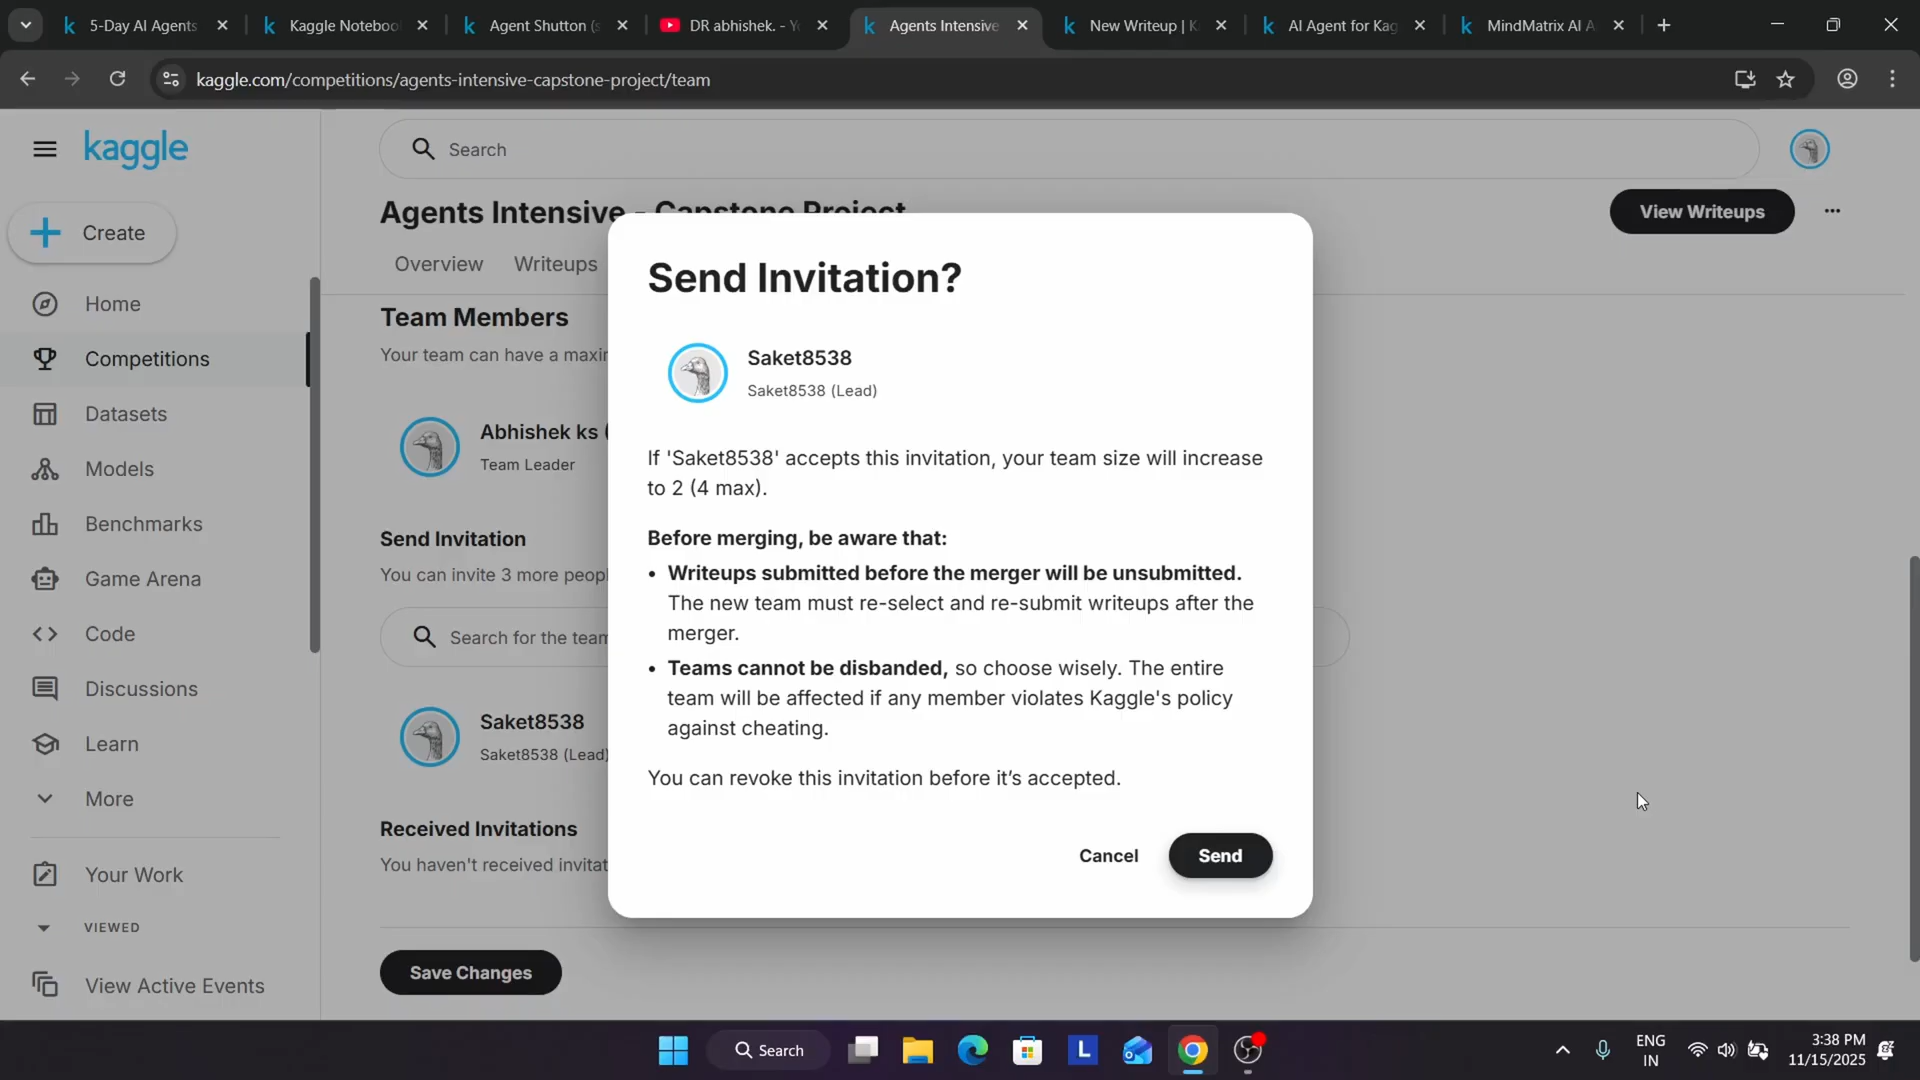 5-Day AI Agents
Kaggle Noteboo
Agent Shutton (s
DR abhishek. - Y
Agents Intensive
New Writeup | K
AI Agent for Kag
MindMatrix AI A
kaggle.com/competitions/agents-intensive-capstone-project/team
kaggle
Search
Create
Home
Competitions
Datasets
Models
Benchmarks
Game Arena
Code
Discussions
Learn
More
Your Work
VIEWED
View Active Events
Agents Intensive - Capstone Project
View Writeups
Overview
Writeups
Team Members
Your team can have a maxi
Abhishek ks (
Team Leader
Send Invitation
You can invite 3 more peopl
Search for the team
Saket8538
Saket8538 (Lead)
Received Invitations
You haven't received invitat
Save Changes
Send Invitation?
Saket8538
Saket8538 (Lead)
If 'Saket8538' accepts this invitation, your team size will increase
to 2 (4 max).
Before merging, be aware that:
• Writeups submitted before the merger will be unsubmitted.
The new team must re-select and re-submit writeups after the
merger.
• Teams cannot be disbanded, so choose wisely. The entire
team will be affected if any member violates Kaggle's policy
against cheating.
You can revoke this invitation before it’s accepted.
Cancel
Send
Search
L
ENG
IN
3:38 PM
11/15/2025